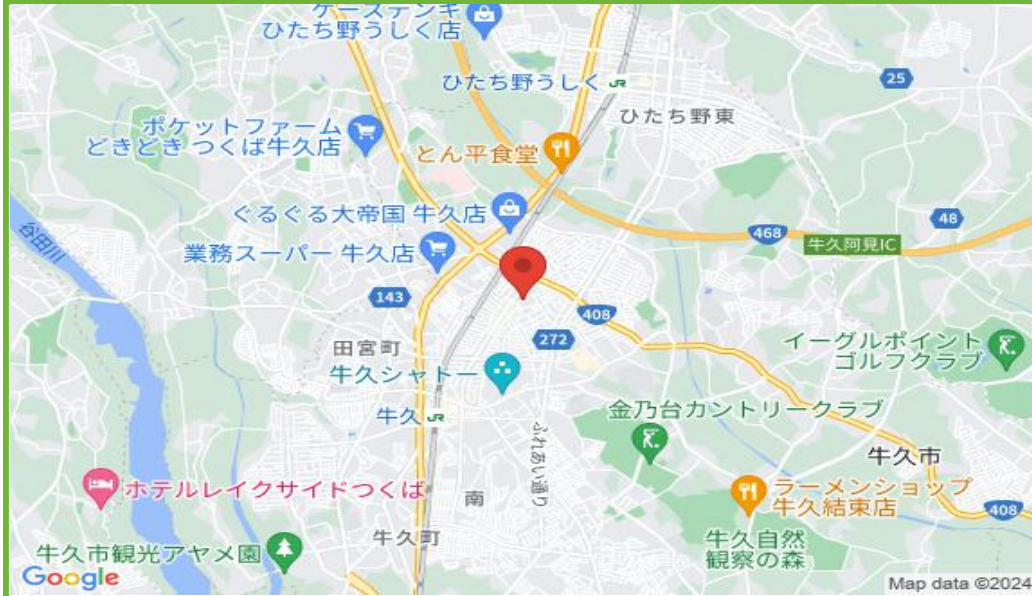 ケーズデンキ
ひたち野うしく店
ひたち野うしく JR
25
ひたち野東
ポケットファーム
どきどき つくば牛久店
とん平食堂
ぐるぐる大帝国 牛久店
48
468
谷田川
業務スーパー 牛久店
牛久阿見IC
143
408
272
田宮町
イーグルポイント
ゴルフクラブ
牛久シャトー
牛久 JR
金乃台カントリークラブ
ふれあい通り
牛久市
ホテルレイクサイドつくば
南
ラーメンショップ
牛久結束店
408
牛久町
牛久自然
観察の森
牛久市観光アヤメ園
Google
Map data ©2024